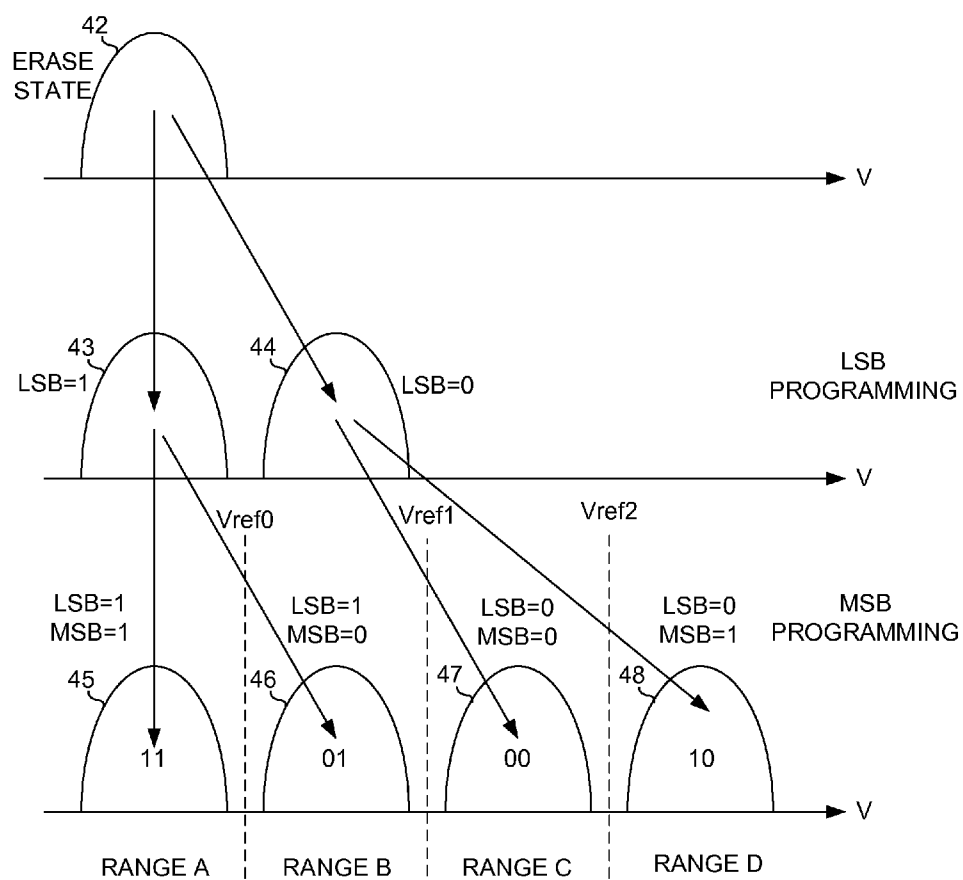 42
ERASE
STATE
V
43
LSB=1
44
LSB=0
LSB
PROGRAMMING
V
Vref0
Vref1
Vref2
LSB=1
MSB=1
LSB=1
MSB=0
LSB=0
MSB=0
LSB=0
MSB=1
MSB
PROGRAMMING
45
46
47
48
11
01
00
10
V
RANGE A
RANGE B
RANGE C
RANGE D